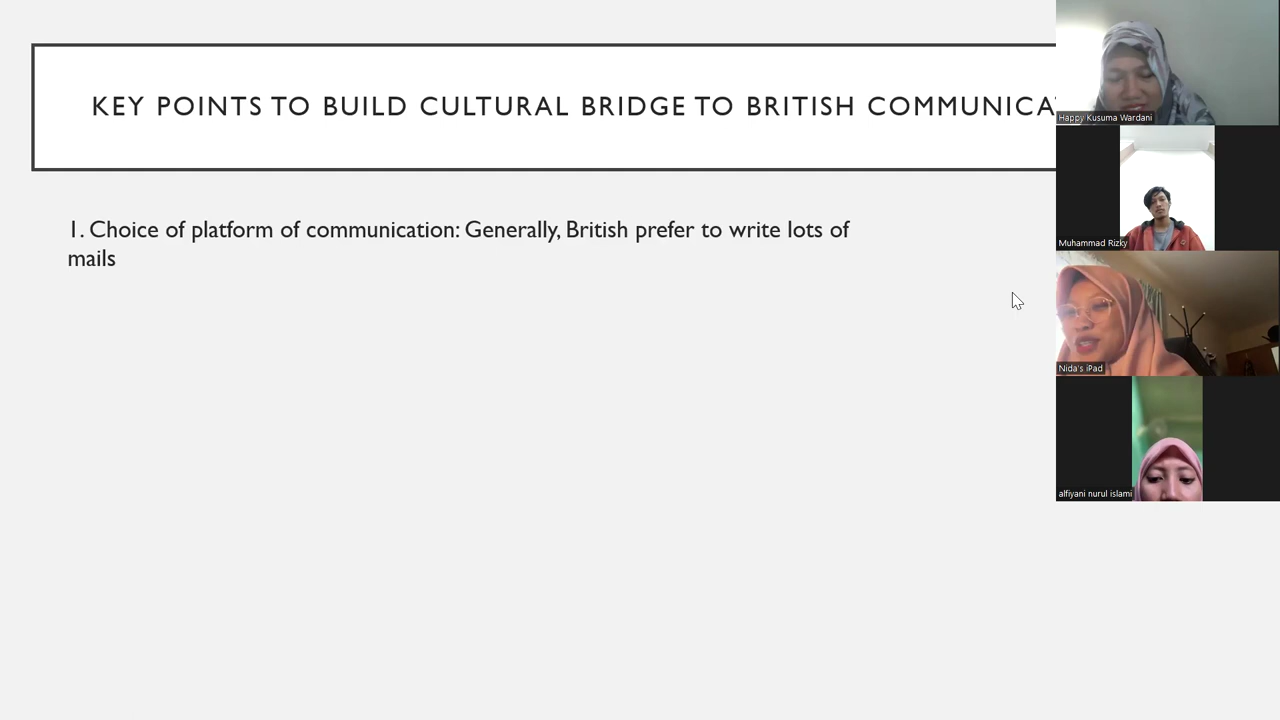 KEY POINTS TO BUILD CULTURAL BRIDGE TO BRITISH COMMUNICA
1. Choice of platform of communication: Generally, British prefer to write lots of
mails
Happy Kusuma Wardani
Muhammad Rizky
Nida's iPad
alfiyani nurul islami